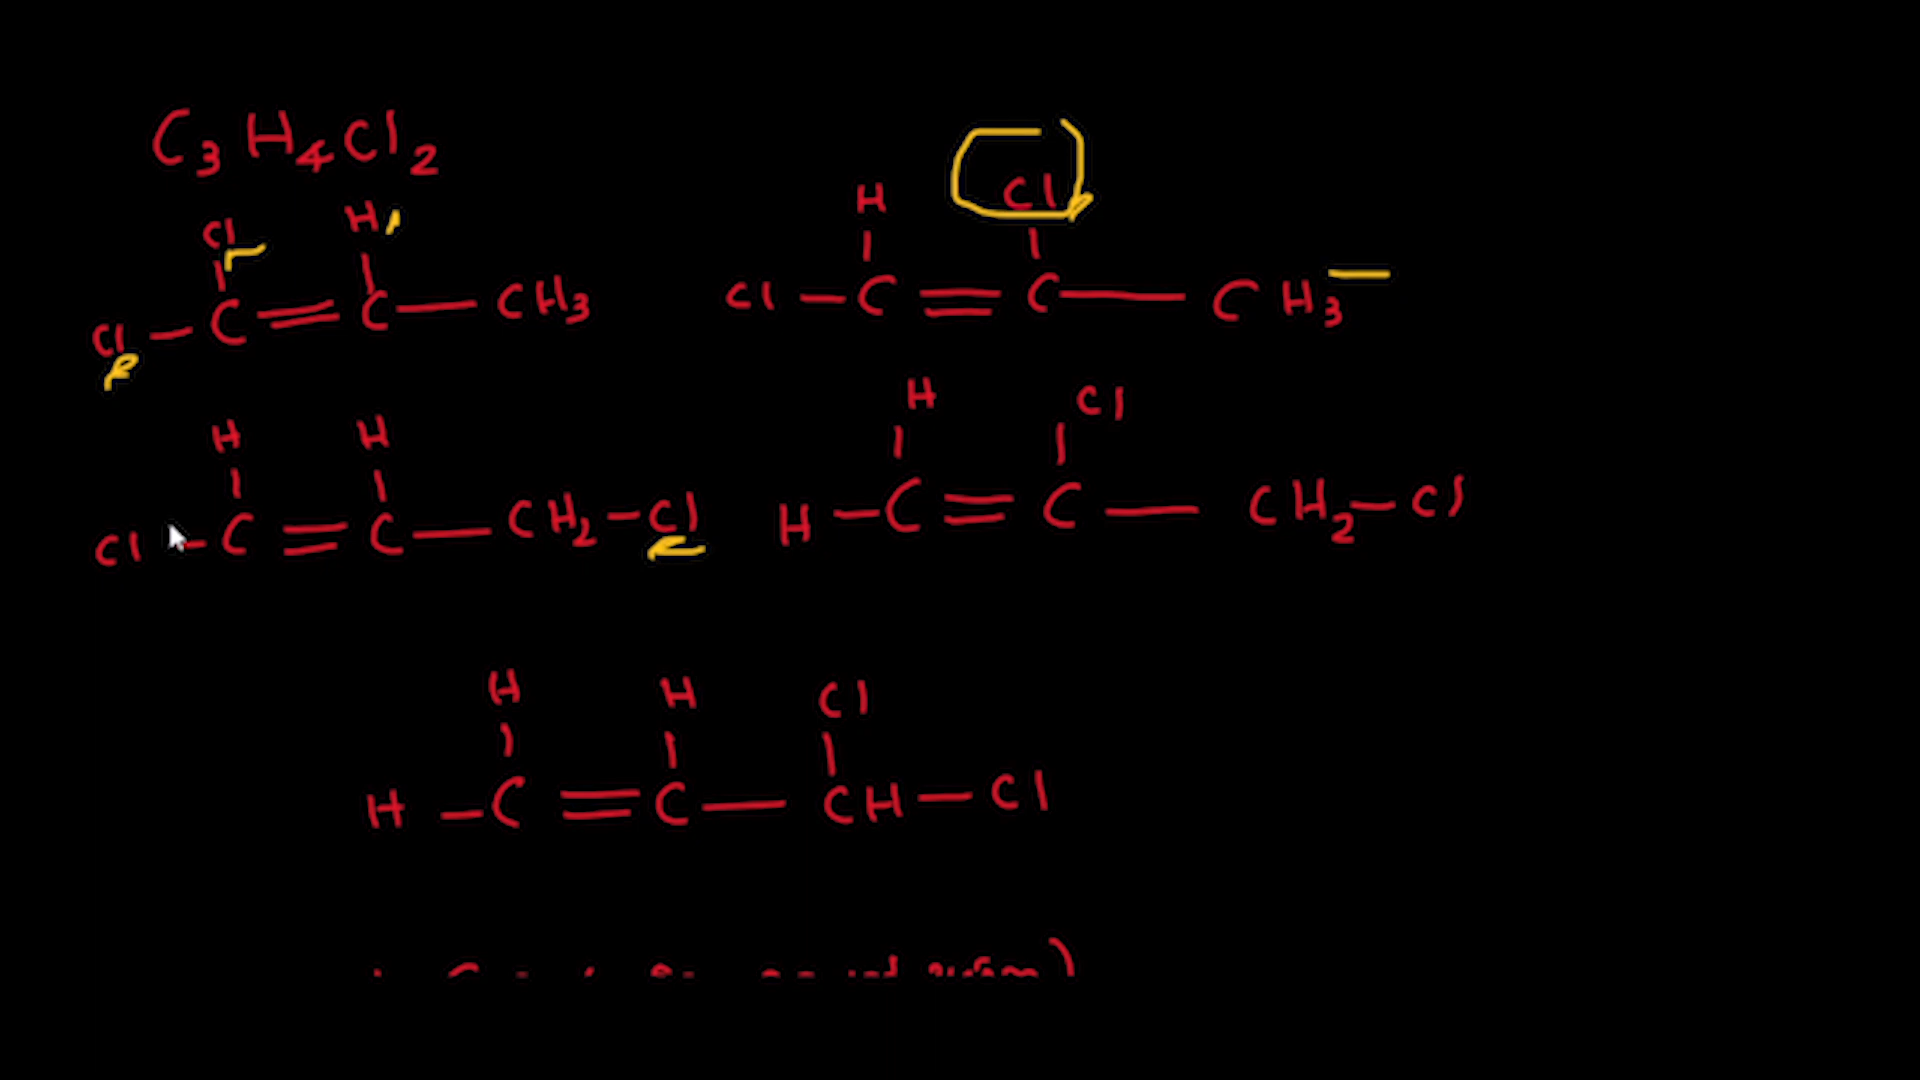 C3H4Cl2
Cl H
Cl - C = C - CH3
H Cl
Cl - C = C - CH3
H H
Cl - C = C - CH2 - Cl
H Cl
H - C = C - CH2 - Cl
H H Cl
H - C = C - CH - Cl